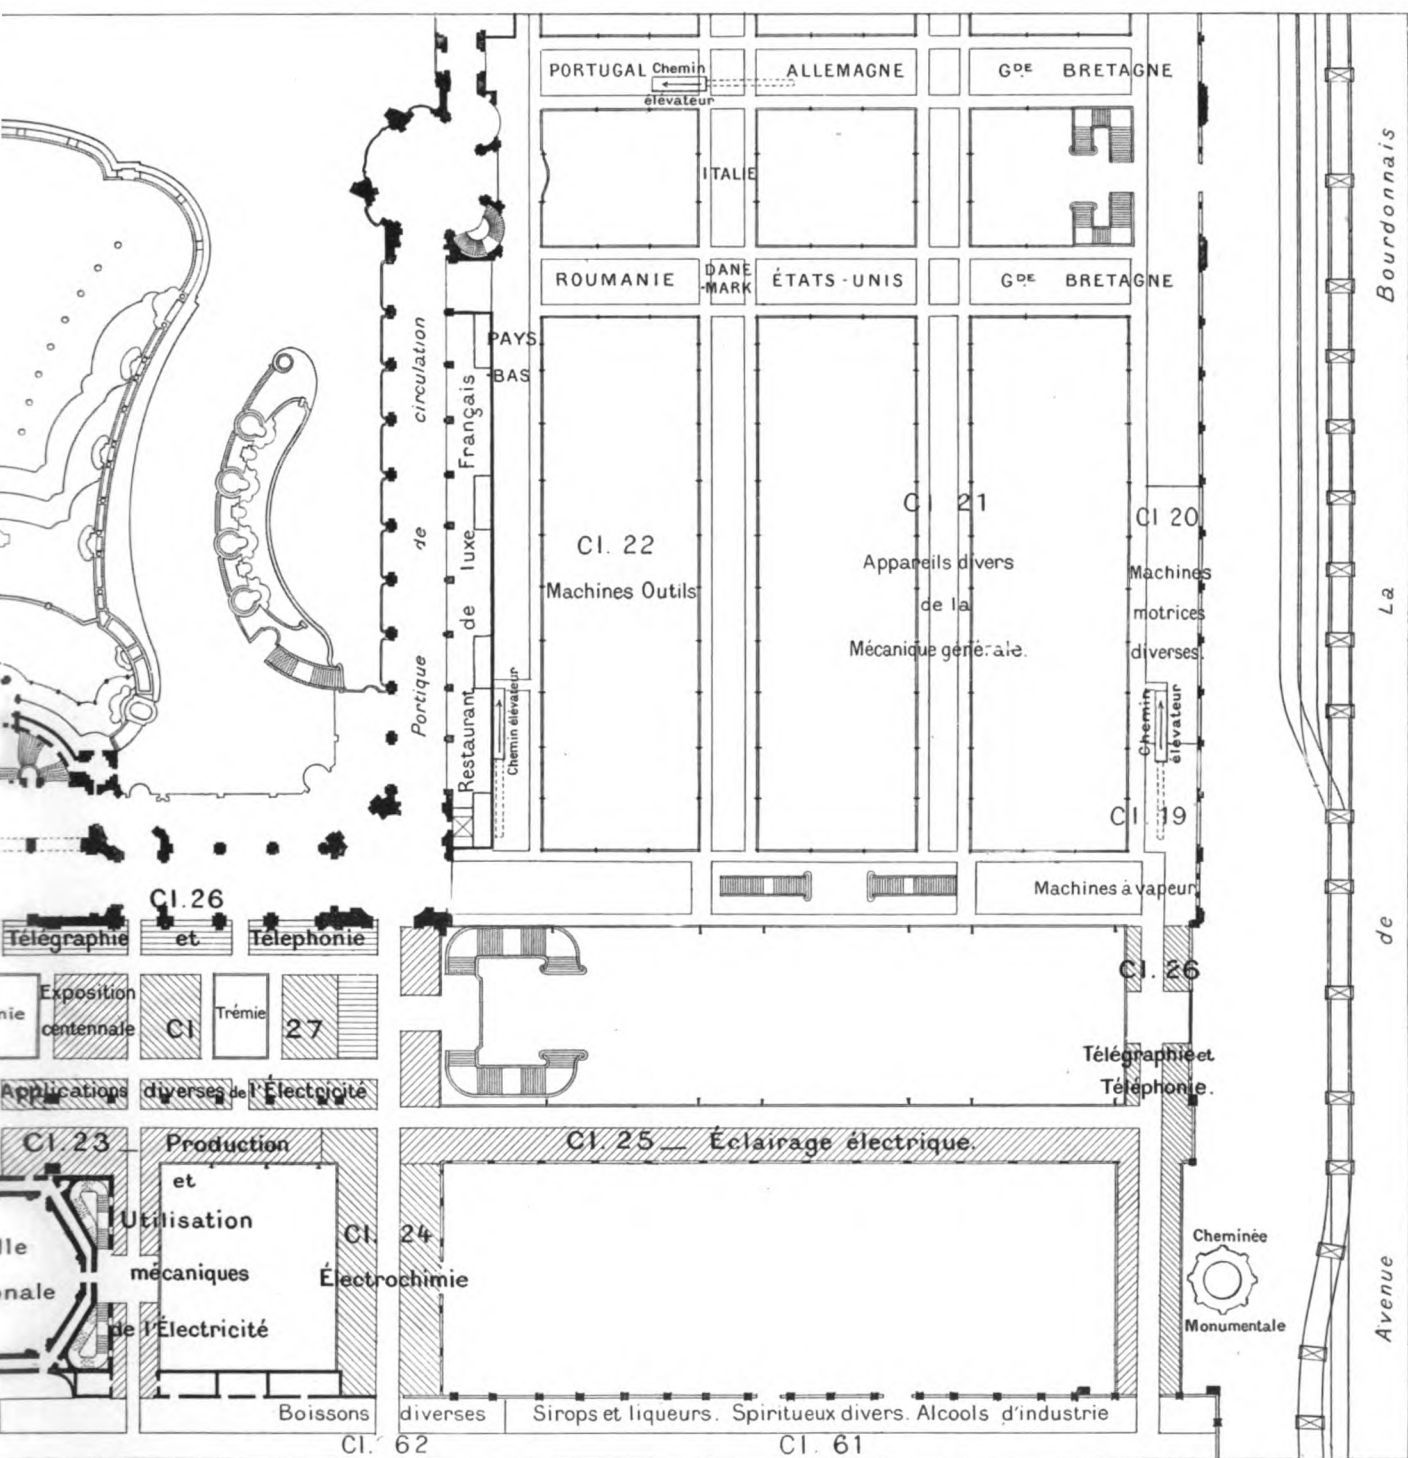 PORTUGAL Chemin élévateur ALLEMAGNE GDE BRETAGNE
ITALIE
ROUMANIE DANE-MARK ÉTATS-UNIS GDE BRETAGNE
PAYS-BAS
Portique de circulation
Restaurant de luxe Français
Chemin élévateur
Cl. 22
Machines Outils
Cl 21
Appareils divers
de la
Mécanique générale.
Cl 20
Machines
motrices
diverses.
Chemin
élévateur
Cl. 19
Machines à vapeur
Avenue de La Bourdonnais
Cl. 26
Télégraphie et Télephonie
Exposition
centennale
Cl 27
Trémie
Applications diverses de l'Électricité
Cl. 26
Télégraphie et
Téléphonie.
Cl. 23 _ Production
et
Utilisation
mécaniques
de l'Électricité
Cl. 25 _ Éclairage électrique.
Cl. 24
Électrochimie
Cheminée
Monumentale
Boissons diverses
Sirops et liqueurs. Spiritueux divers. Alcools d'industrie
Cl. 62
Cl. 61